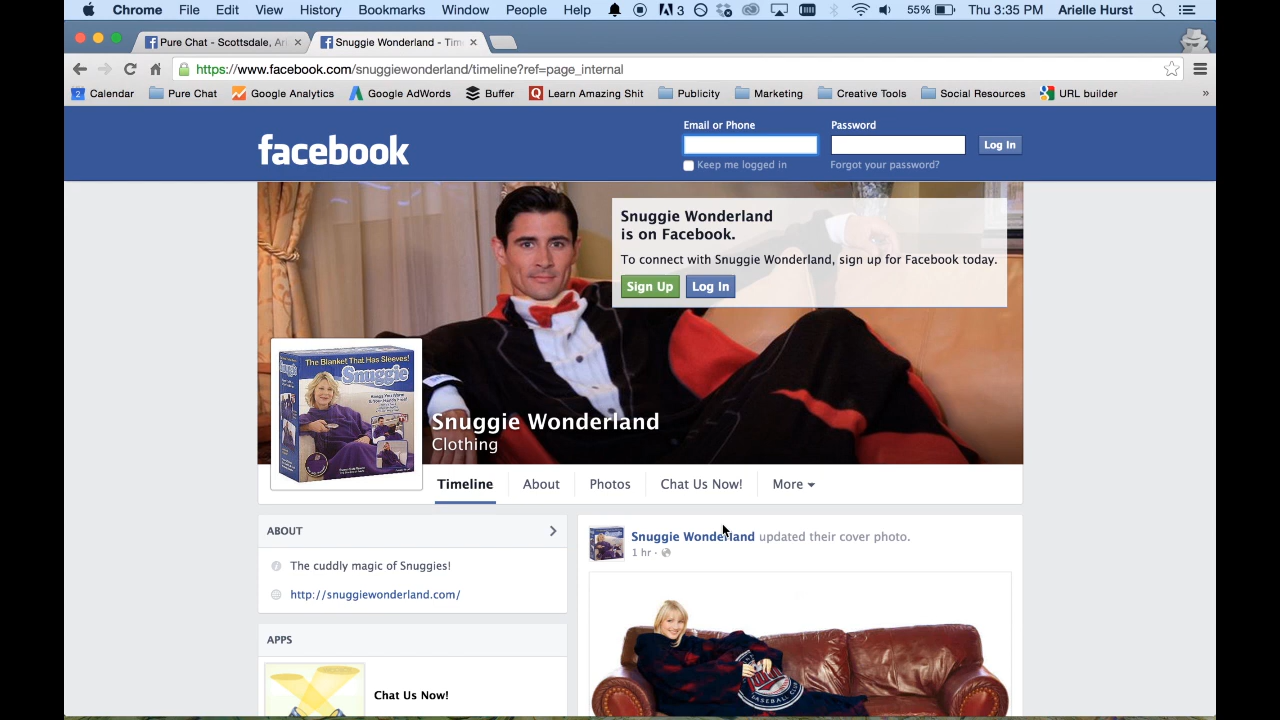 Chrome File Edit View History Bookmarks Window People Help 3 55% Thu 3:35 PM Arielle Hurst
Pure Chat - Scottsdale, Ari
Snuggie Wonderland - Tim
https://www.facebook.com/snuggiewonderland/timeline?ref=page_internal
2 Calendar Pure Chat Google Analytics Google AdWords Buffer Q Learn Amazing Shit Publicity Marketing Creative Tools Social Resources URL builder »
Email or Phone Password
facebook
Log In
Keep me logged in Forgot your password?
Snuggie Wonderland
is on Facebook.
To connect with Snuggie Wonderland, sign up for Facebook today.
Sign Up Log In
The Blanket That Has Sleeves!
Snuggie
Snuggie Wonderland
Clothing
Timeline About Photos Chat Us Now! More
ABOUT
The cuddly magic of Snuggies!
http://snuggiewonderland.com/
APPS
Chat Us Now!
Snuggie Wonderland updated their cover photo.
1 hr ·
BASEBALL CLUB